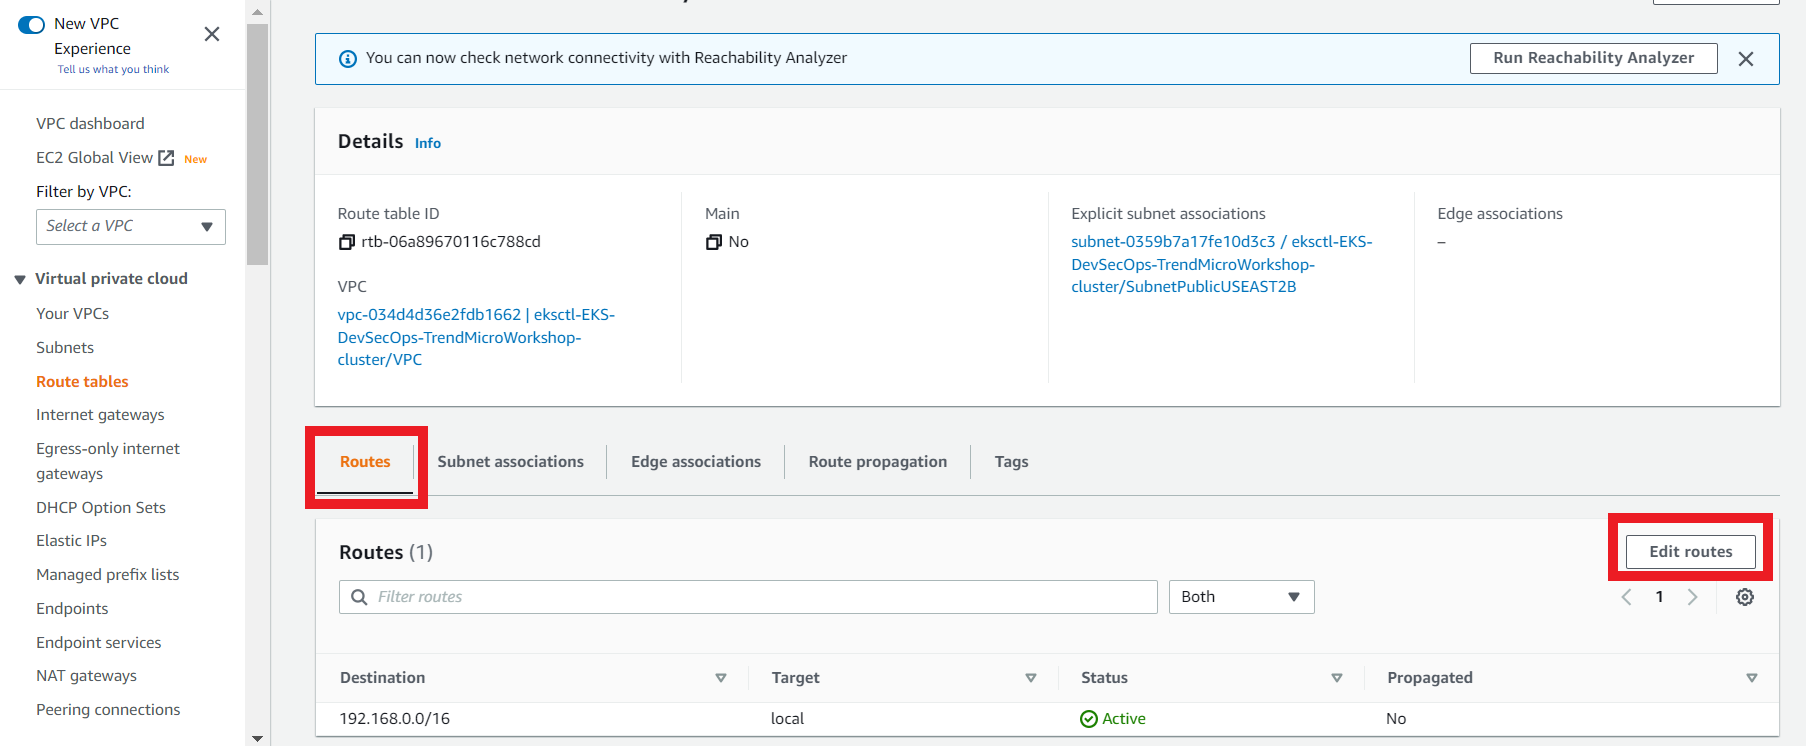 New VPC
Experience
Tell us what you think
VPC dashboard
EC2 Global View New
Filter by VPC:
Select a VPC
Virtual private cloud
Your VPCs
Subnets
Route tables
Internet gateways
Egress-only internet
gateways
DHCP Option Sets
Elastic IPs
Managed prefix lists
Endpoints
Endpoint services
NAT gateways
Peering connections
You can now check network connectivity with Reachability Analyzer
Run Reachability Analyzer
Details Info
Route table ID
rtb-06a89670116c788cd
VPC
vpc-034d4d36e2fdb1662 | eksctl-EKS-
DevSecOps-TrendMicroWorkshop-
cluster/VPC
Main
No
Explicit subnet associations
subnet-0359b7a17fe10d3c3 / eksctl-EKS-
DevSecOps-TrendMicroWorkshop-
cluster/SubnetPublicUSEAST2B
Edge associations
–
Routes Subnet associations Edge associations Route propagation Tags
Routes (1)
Edit routes
Filter routes
Both
1
Destination Target Status Propagated
192.168.0.0/16 local Active No